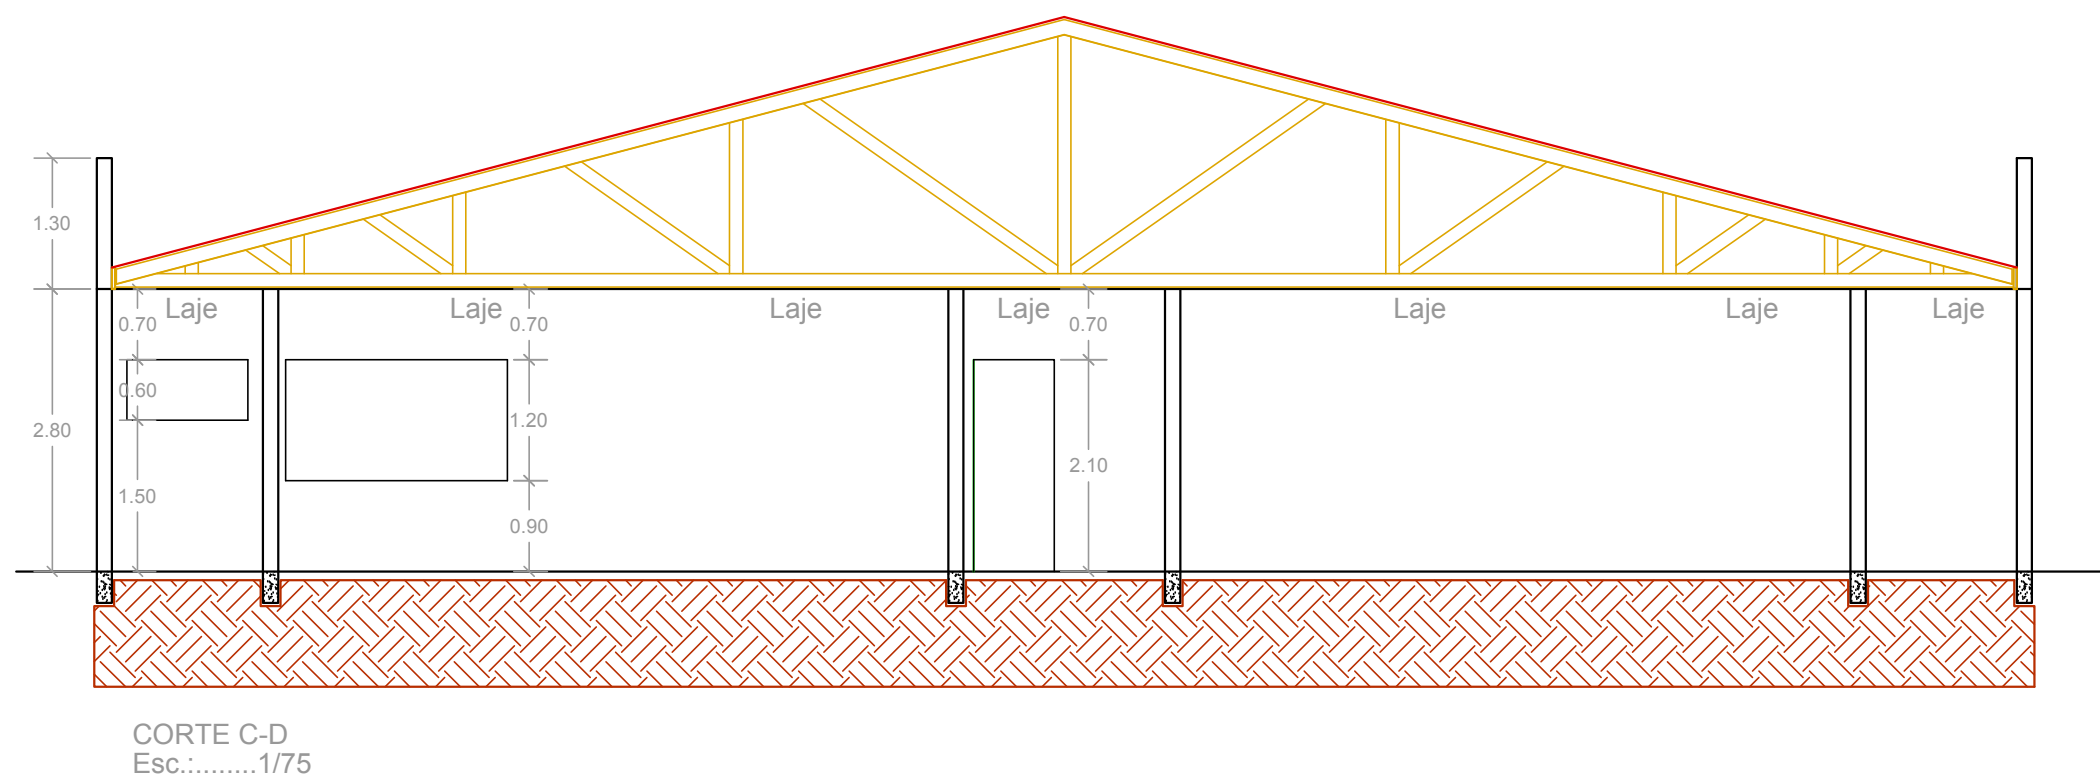 1.30
Laje
Laje
Laje
Laje
Laje
Laje
Laje
0.70
0.70
0.70
0.60
1.20
2.80
2.10
1.50
0.90
CORTE C-D
Esc.:........1/75